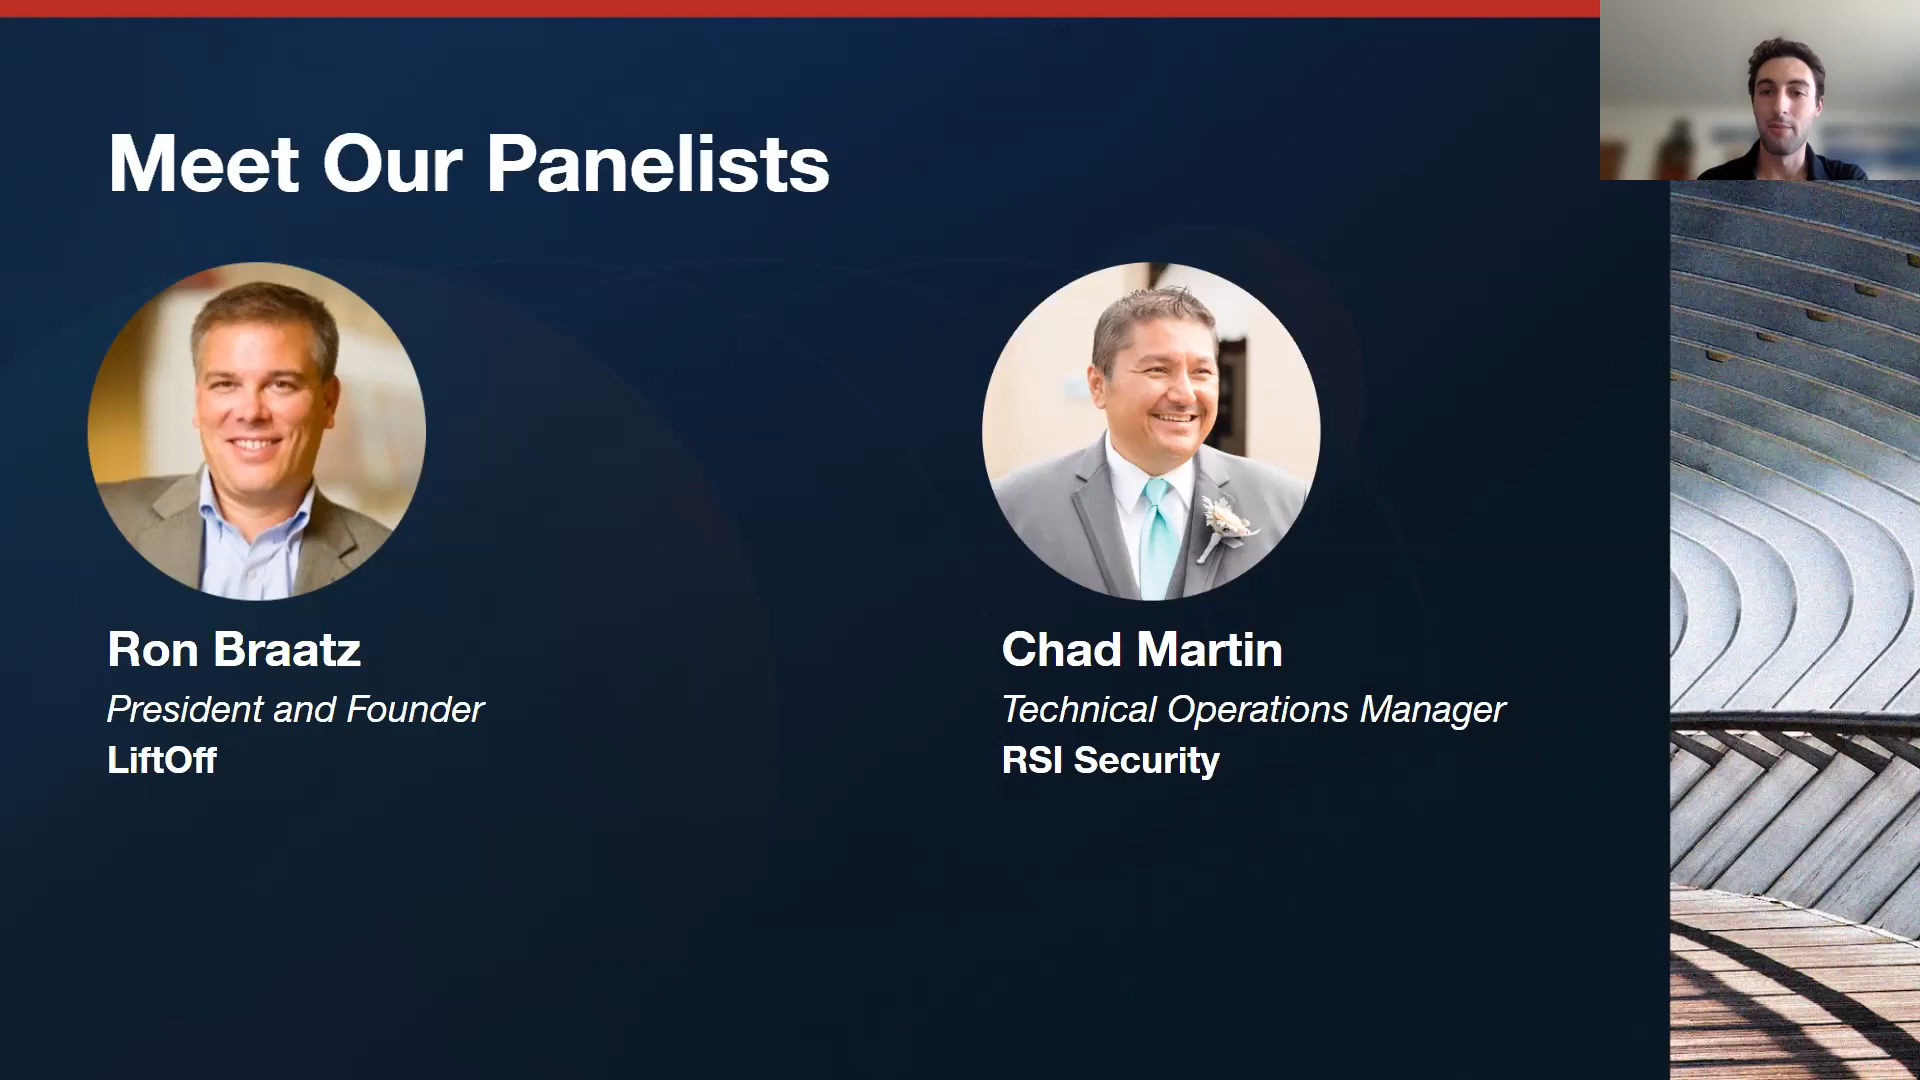 Meet Our Panelists
Ron Braatz
President and Founder
LiftOff
Chad Martin
Technical Operations Manager
RSI Security